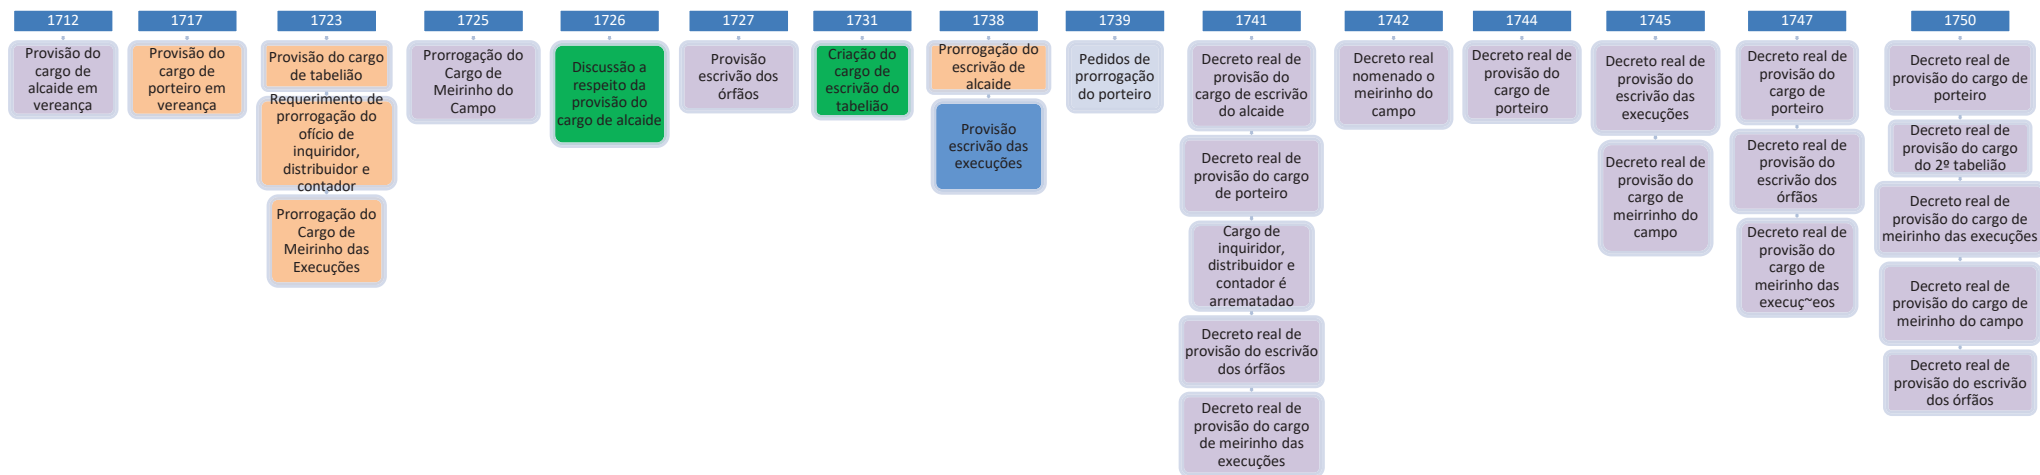 1712
Provisão do
cargo de
alcaide em
vereança
1717
Provisão do
cargo de
porteiro em
vereança
1723
Provisão do cargo
de tabelião
Requerimento de
prorrogação do
ofício de
inquiridor,
distribuidor e
contador
Prorrogação do
Cargo de
Meirinho das
Execuções
1725
Prorrogação do
Cargo de
Meirinho do
Campo
1726
Discussão a
respeito da
provisão do
cargo de alcaide
1727
Provisão
escrivão dos
órfãos
1731
Criação do
cargo de
escrivão do
tabelião
1738
Prorrogação do
escrivão de
alcaide
Provisão
escrivão das
execuções
1739
Pedidos de
prorrogação
do porteiro
1741
Decreto real de
provisão do
cargo de escrivão
do alcaide
Decreto real de
provisão do cargo
de porteiro
Cargo de
inquiridor,
distribuidor e
contador é
arrematadao
Decreto real de
provisão do escrivão
dos órfãos
Decreto real de
provisão do cargo
de meirinho das
execuções
1742
Decreto real
nomenado o
meirinho do
campo
1744
Decreto real de
provisão do
cargo de
porteiro
1745
Decreto real de
provisão do
escrivão das
execuções
Decreto real de
provisão do
cargo de
meirrinho do
campo
1747
Decreto real de
provisão do
cargo de
porteiro
Decreto real de
provisão do
escrivão dos
órfãos
Decreto real de
provisão do
cargo de
meirinho das
execuç~eos
1750
Decreto real de
provisão do cargo de
porteiro
Decreto real de
provisão do cargo
do 2º tabelião
Decreto real de
provisão do cargo de
meirinho das execuções
Decreto real de
provisão do cargo de
meirinho do campo
Decreto real de
provisão do escrivão
dos órfãos